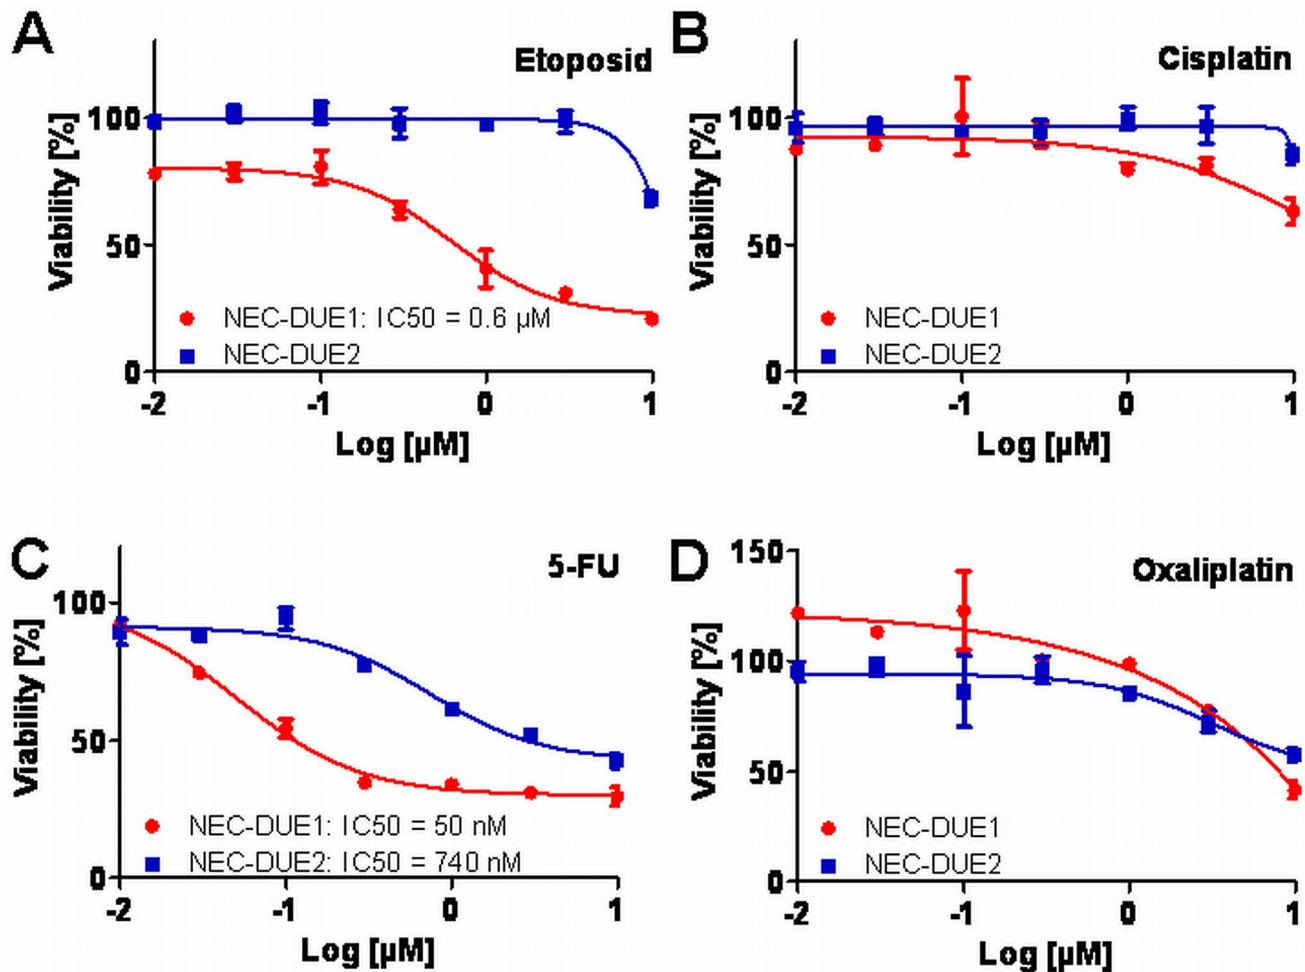 A
Etoposid
Viability [%]
100
50
0
NEC-DUE1: IC50 = 0.6 µM
NEC-DUE2
-2 -1 0 1
Log [µM]
B
Cisplatin
Viability [%]
100
50
0
NEC-DUE1
NEC-DUE2
-2 -1 0 1
Log [µM]
C
5-FU
Viability [%]
100
50
0
NEC-DUE1: IC50 = 50 nM
NEC-DUE2: IC50 = 740 nM
-2 -1 0 1
Log [µM]
D
Oxaliplatin
Viability [%]
150
100
50
0
NEC-DUE1
NEC-DUE2
-2 -1 0 1
Log [µM]